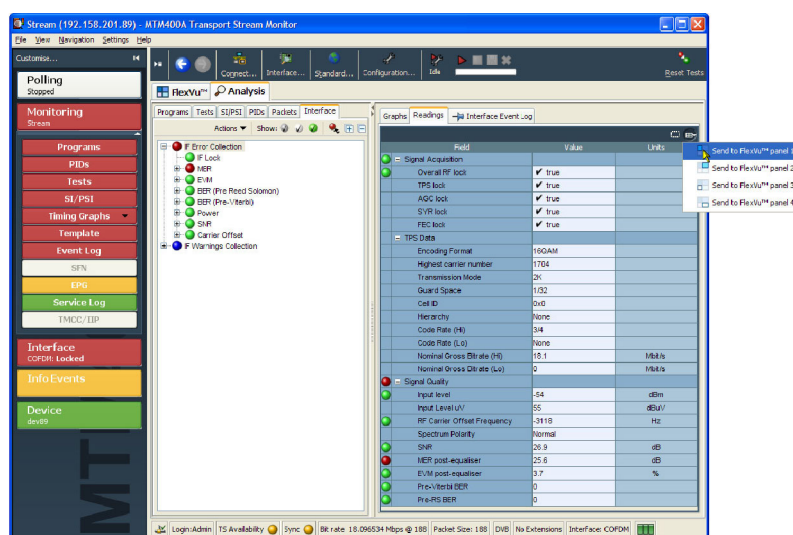 Stream (192.158.201.89) - MTM400A Transport Stream Monitor
File View Navigation Settings Help
Customise...
Connect... Interface... Standard... Configuration... Idle Reset Tests
Polling
Stopped
FlexVu™ Analysis
Monitoring
Stream
Programs Tests SI/PSI PIDs Packets Interface
Graphs Readings Interface Event Log
Actions Show:
Programs
PIDs
Tests
SI/PSI
Timing Graphs
Template
Event Log
SFN
EPG
Service Log
TMCC/IIP
Interface
COFDM: Locked
InfoEvents
Device
dev89
MTM
IF Error Collection
IF Lock
MER
EVM
BER (Pre Reed Solomon)
BER (Pre-Viterbi)
Power
SNR
Carrier Offset
IF Warnings Collection
Field Value Units
Signal Acquisition
Overall RF lock true
TPS lock true
AGC lock true
SYR lock true
FEC lock true
TPS Data
Encoding Format 16QAM
Highest carrier number 1704
Transmission Mode 2K
Guard Space 1/32
Cell ID 0x0
Hierarchy None
Code Rate (Hi) 3/4
Code Rate (Lo) None
Nominal Gross Bitrate (Hi) 18.1 Mbit/s
Nominal Gross Bitrate (Lo) 0 Mbit/s
Signal Quality
Input level -54 dBm
Input Level uV 55 dBuV
RF Carrier Offset Frequency -3118 Hz
Spectrum Polarity Normal
SNR 26.9 dB
MER post-equaliser 25.6 dB
EVM post-equaliser 3.7 %
Pre-Viterbi BER 0
Pre-RS BER 0
Send to FlexVu™ panel 1
Send to FlexVu™ panel 2
Send to FlexVu™ panel 3
Send to FlexVu™ panel 4
Login:Admin TS Availability Sync Bit rate 18.096534 Mbps @ 188 Packet Size: 188 DVB No Extensions Interface: COFDM